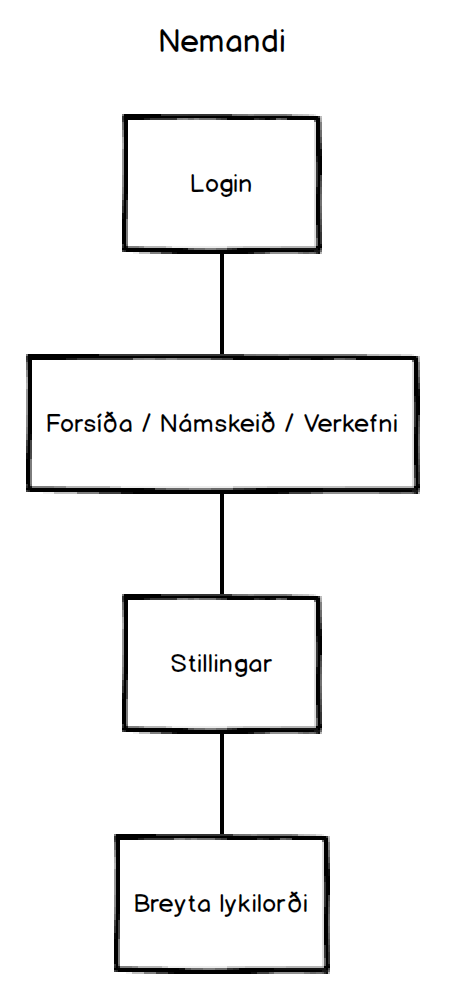 Nemandi
Login
Forsíða / Námskeið / Verkefni
Stillingar
Breyta lykilorði